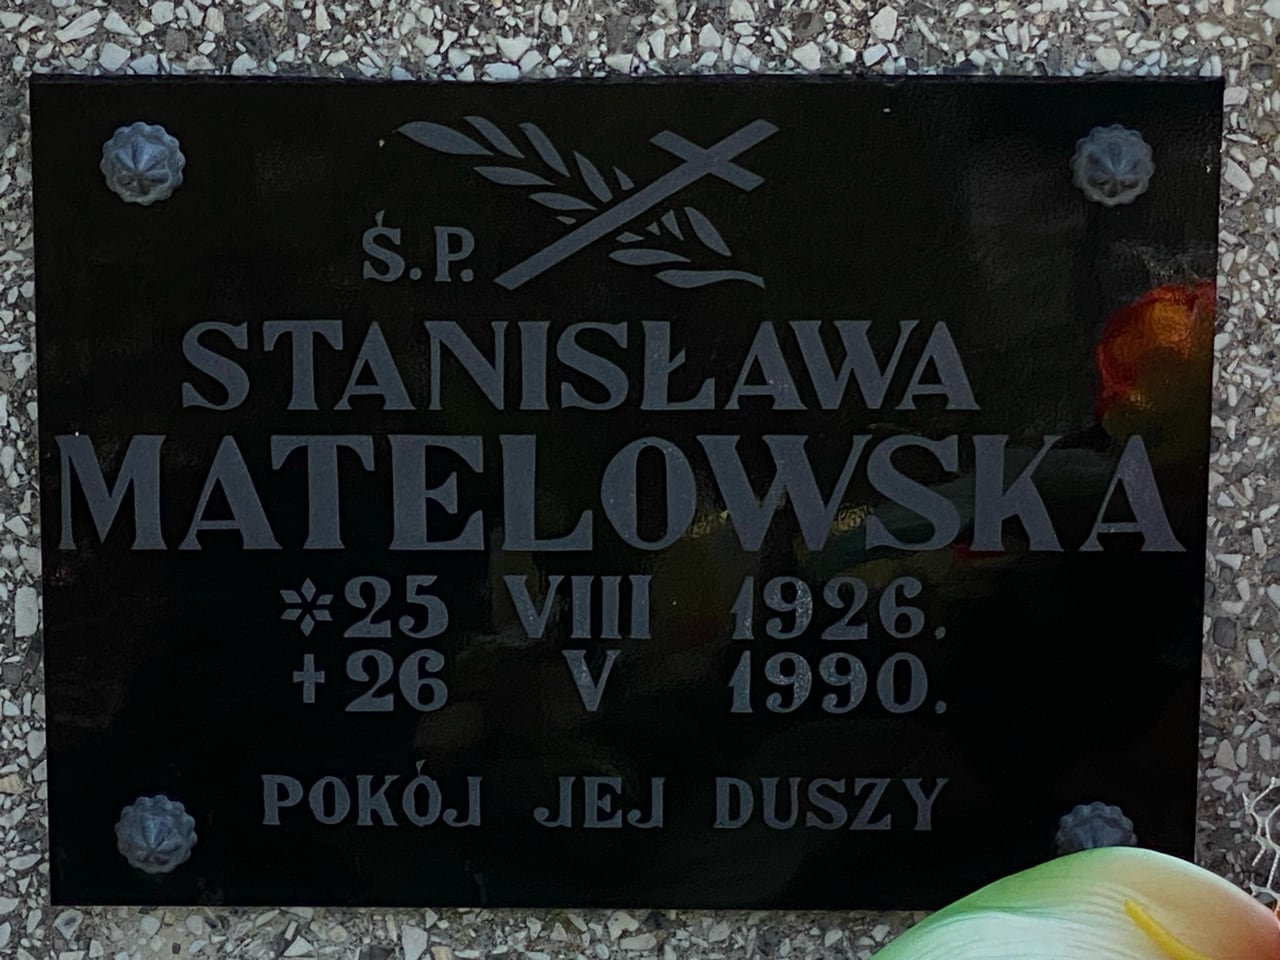 Ś.P.
STANISŁAWA
MATELOWSKA
*25 VIII 1926.
+26 V 1990.
POKÓJ JEJ DUSZY